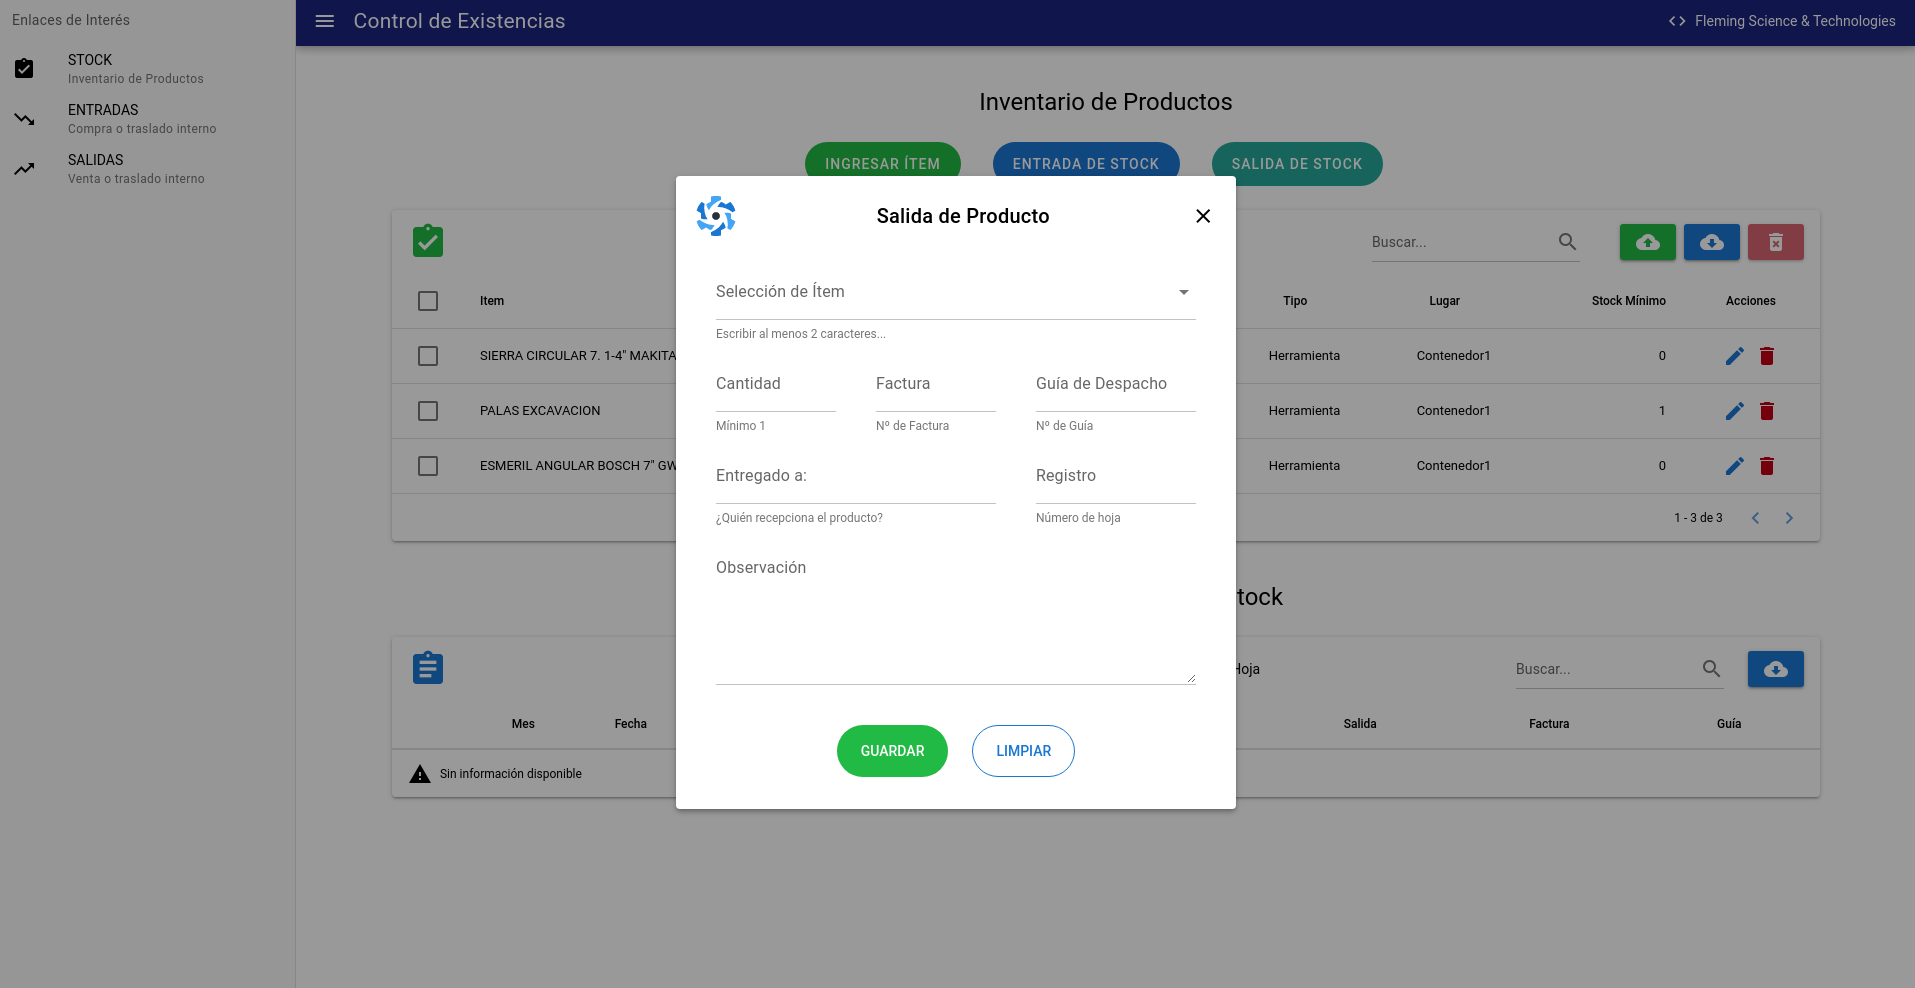 Enlaces de Interés
STOCK
Inventario de Productos
ENTRADAS
Compra o traslado interno
SALIDAS
Venta o traslado interno
Control de Existencias
Fleming Science & Technologies
Inventario de Productos
INGRESAR ÍTEM
ENTRADA DE STOCK
SALIDA DE STOCK
Buscar...
Item
Tipo
Lugar
Stock Mínimo
Acciones
SIERRA CIRCULAR 7. 1-4" MAKITA
Herramienta
Contenedor1
0
PALAS EXCAVACION
Herramienta
Contenedor1
1
ESMERIL ANGULAR BOSCH 7" GW
Herramienta
Contenedor1
0
1 - 3 de 3
tock
Hoja
Buscar...
Mes
Fecha
Salida
Factura
Guía
Sin información disponible
Salida de Producto
Selección de Ítem
Escribir al menos 2 caracteres...
Cantidad
Mínimo 1
Factura
Nº de Factura
Guía de Despacho
Nº de Guía
Entregado a:
¿Quién recepciona el producto?
Registro
Número de hoja
Observación
GUARDAR
LIMPIAR